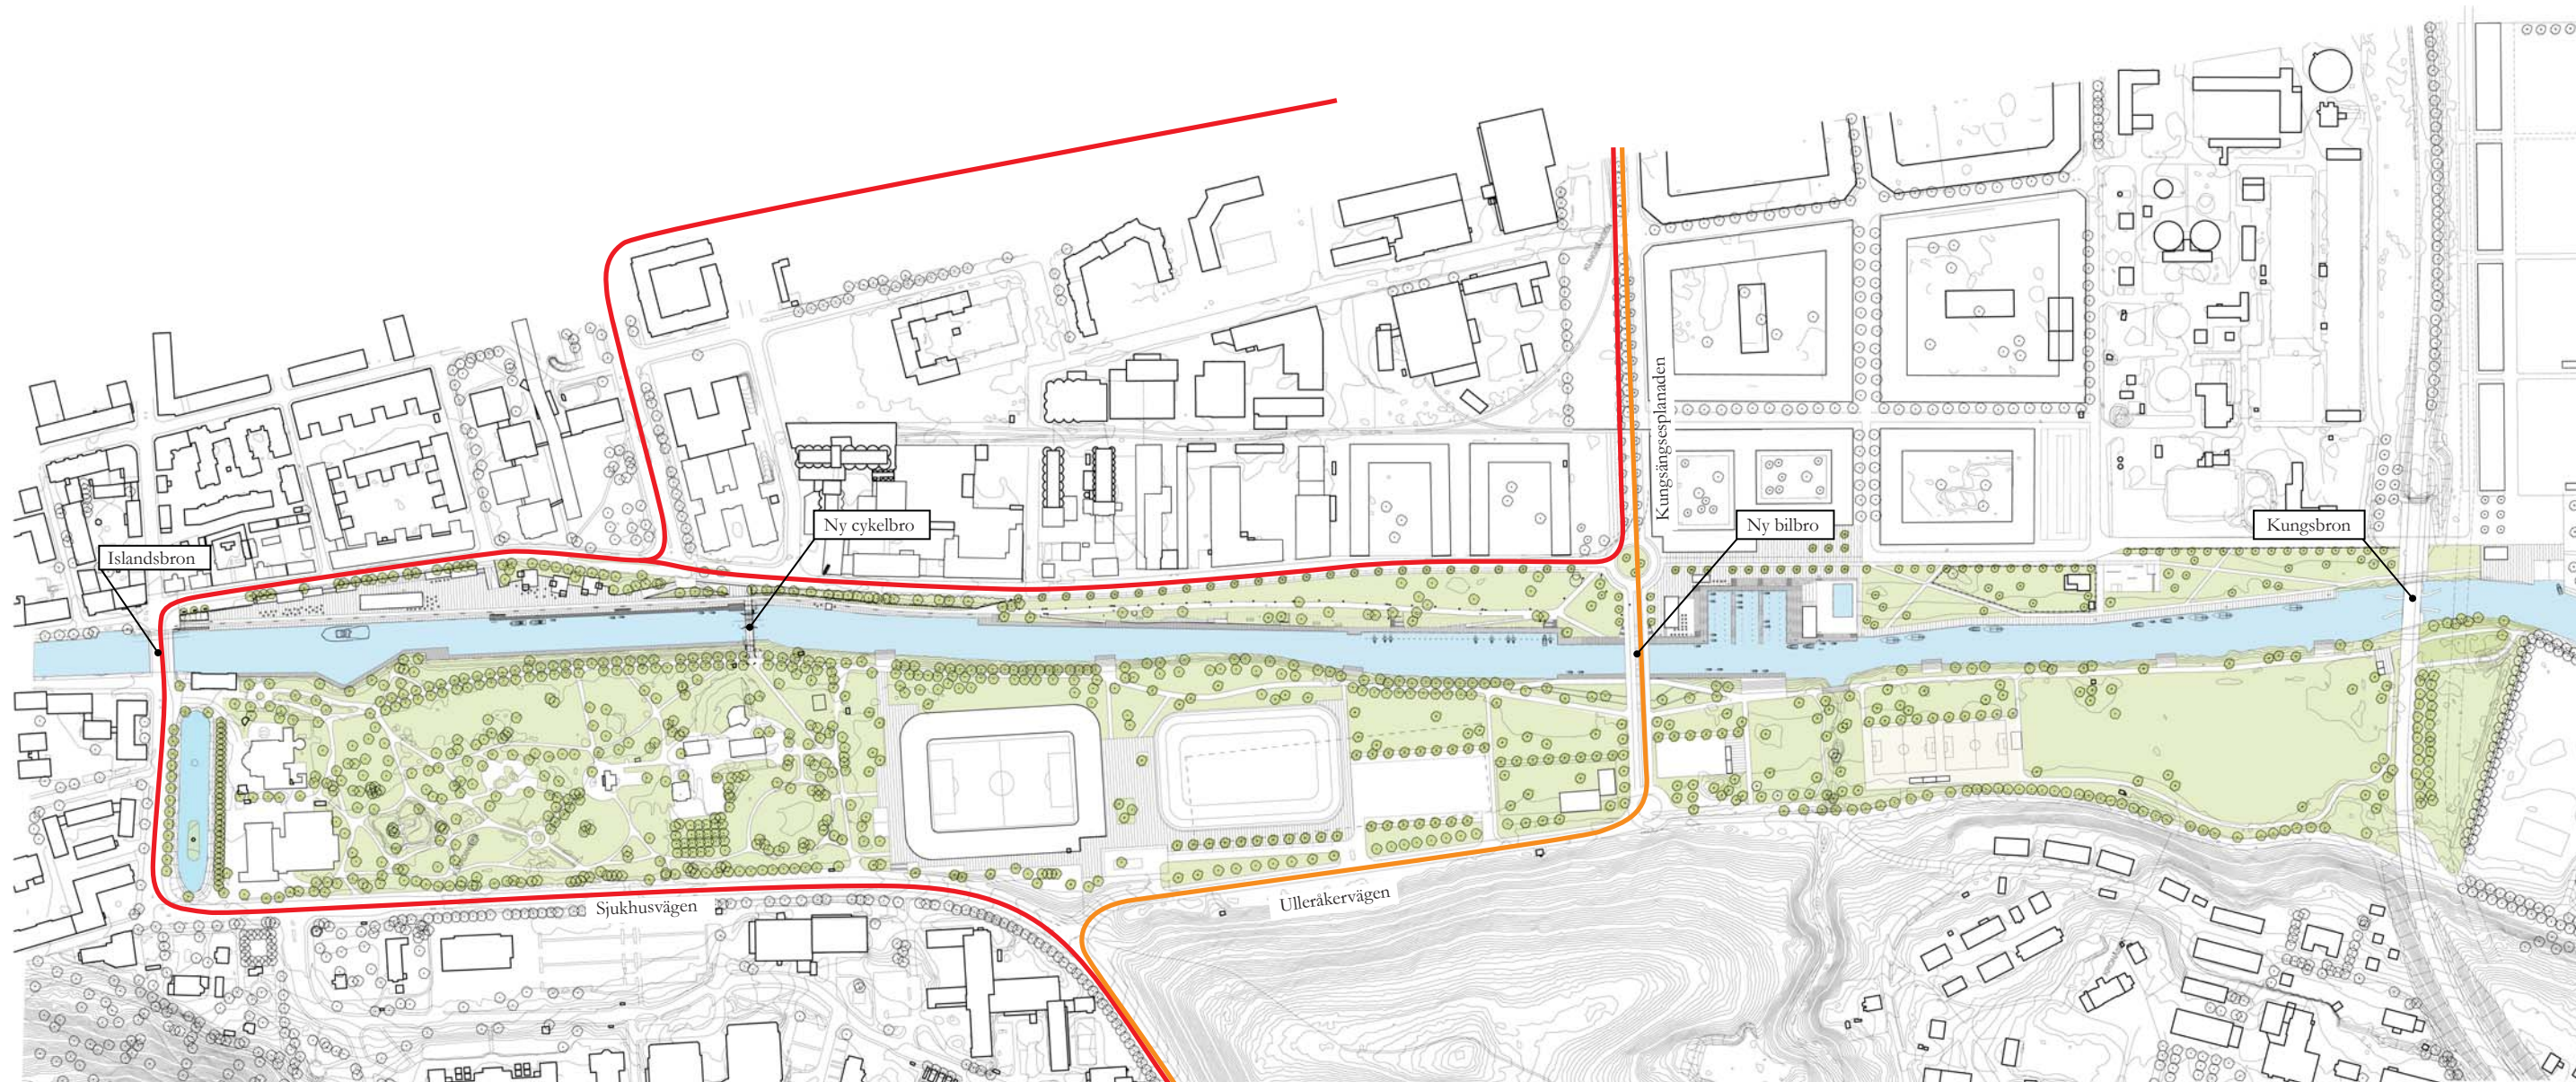 Islandsbron
Ny cykelbro
Kungsängsesplanaden
Ny bilbro
Kungsbron
Sjukhusvägen
Ulleråkervägen